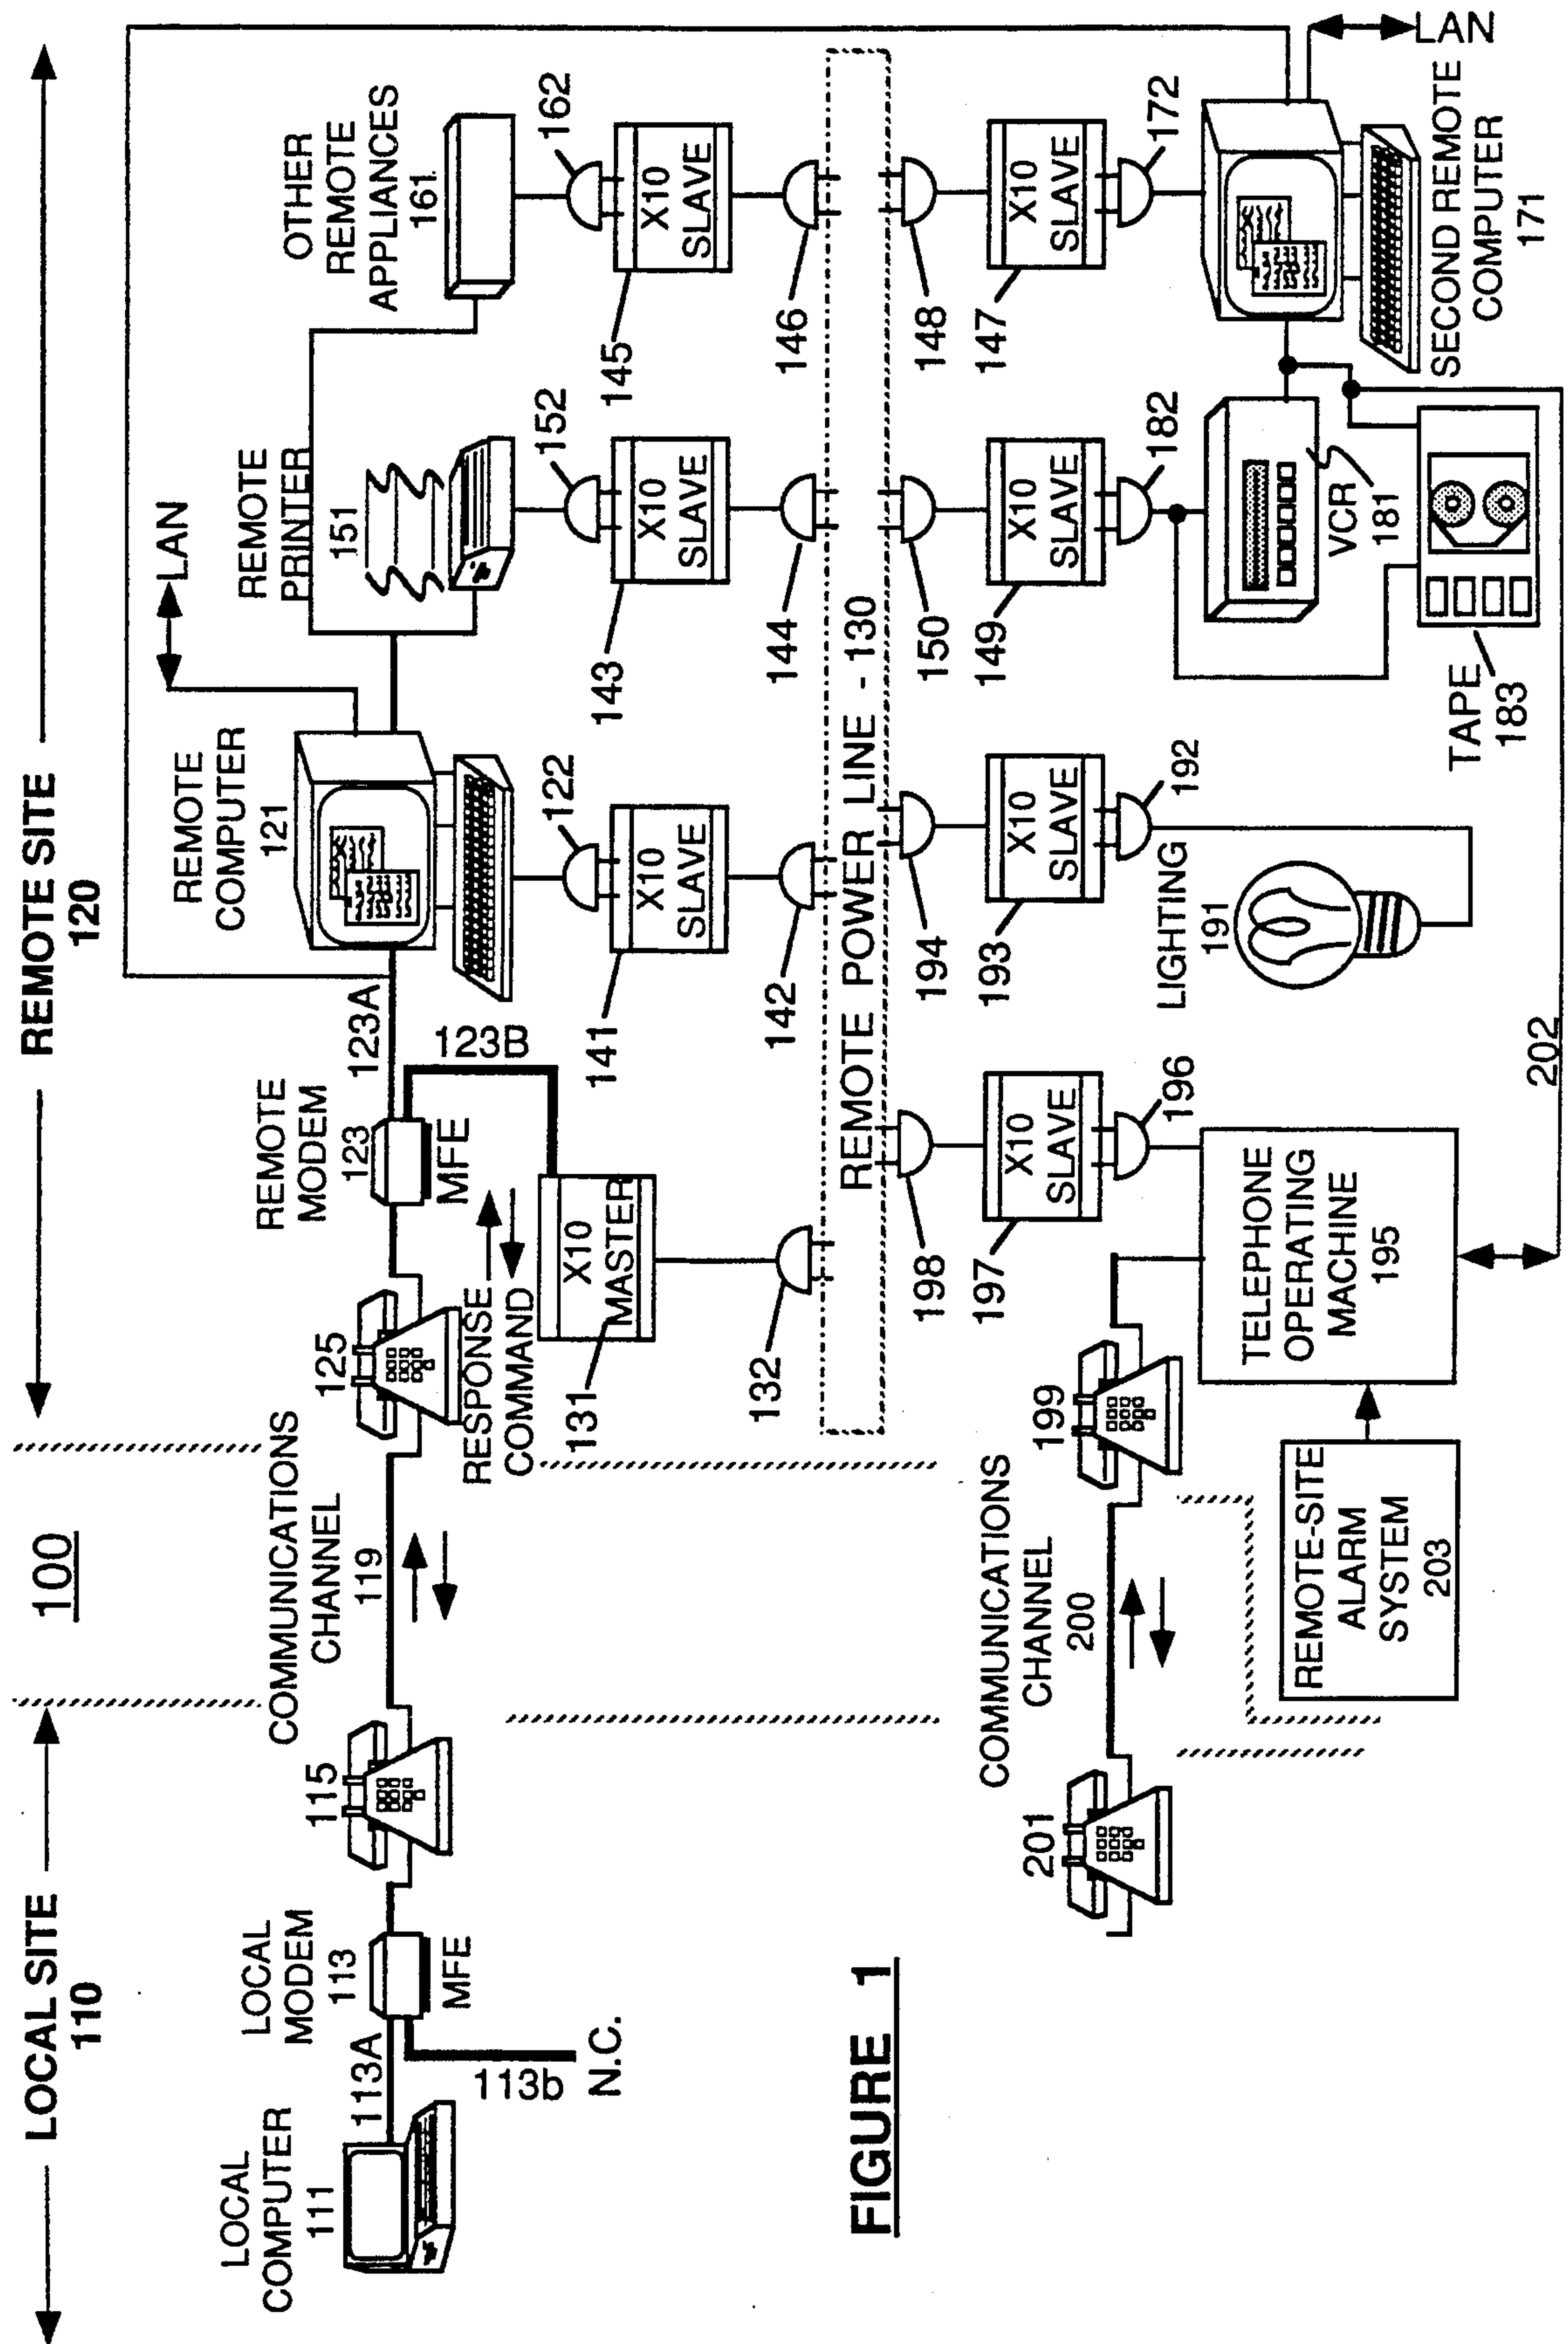 LOCAL SITE
110
100
REMOTE SITE
120
LOCAL
COMPUTER
111
113A
113b
N.C.
LOCAL
MODEM
113
MFE
115
COMMUNICATIONS
CHANNEL
119
125
RESPONSE
COMMAND
REMOTE
MODEM
123
MFE
123A
123B
REMOTE
COMPUTER
121
LAN
REMOTE
PRINTER
151
OTHER
REMOTE
APPLIANCES
161
122
152
162
X10
MASTER
131
X10
SLAVE
141
X10
SLAVE
143
X10
SLAVE
145
132
142
144
146
REMOTE POWER LINE - 130
198
194
150
148
X10
SLAVE
197
X10
SLAVE
193
X10
SLAVE
149
X10
SLAVE
147
196
192
182
172
COMMUNICATIONS
CHANNEL
200
201
199
TELEPHONE
OPERATING
MACHINE
195
REMOTE-SITE
ALARM
SYSTEM
203
LIGHTING
191
VCR
181
TAPE
183
SECOND REMOTE
COMPUTER
171
LAN
202
FIGURE 1